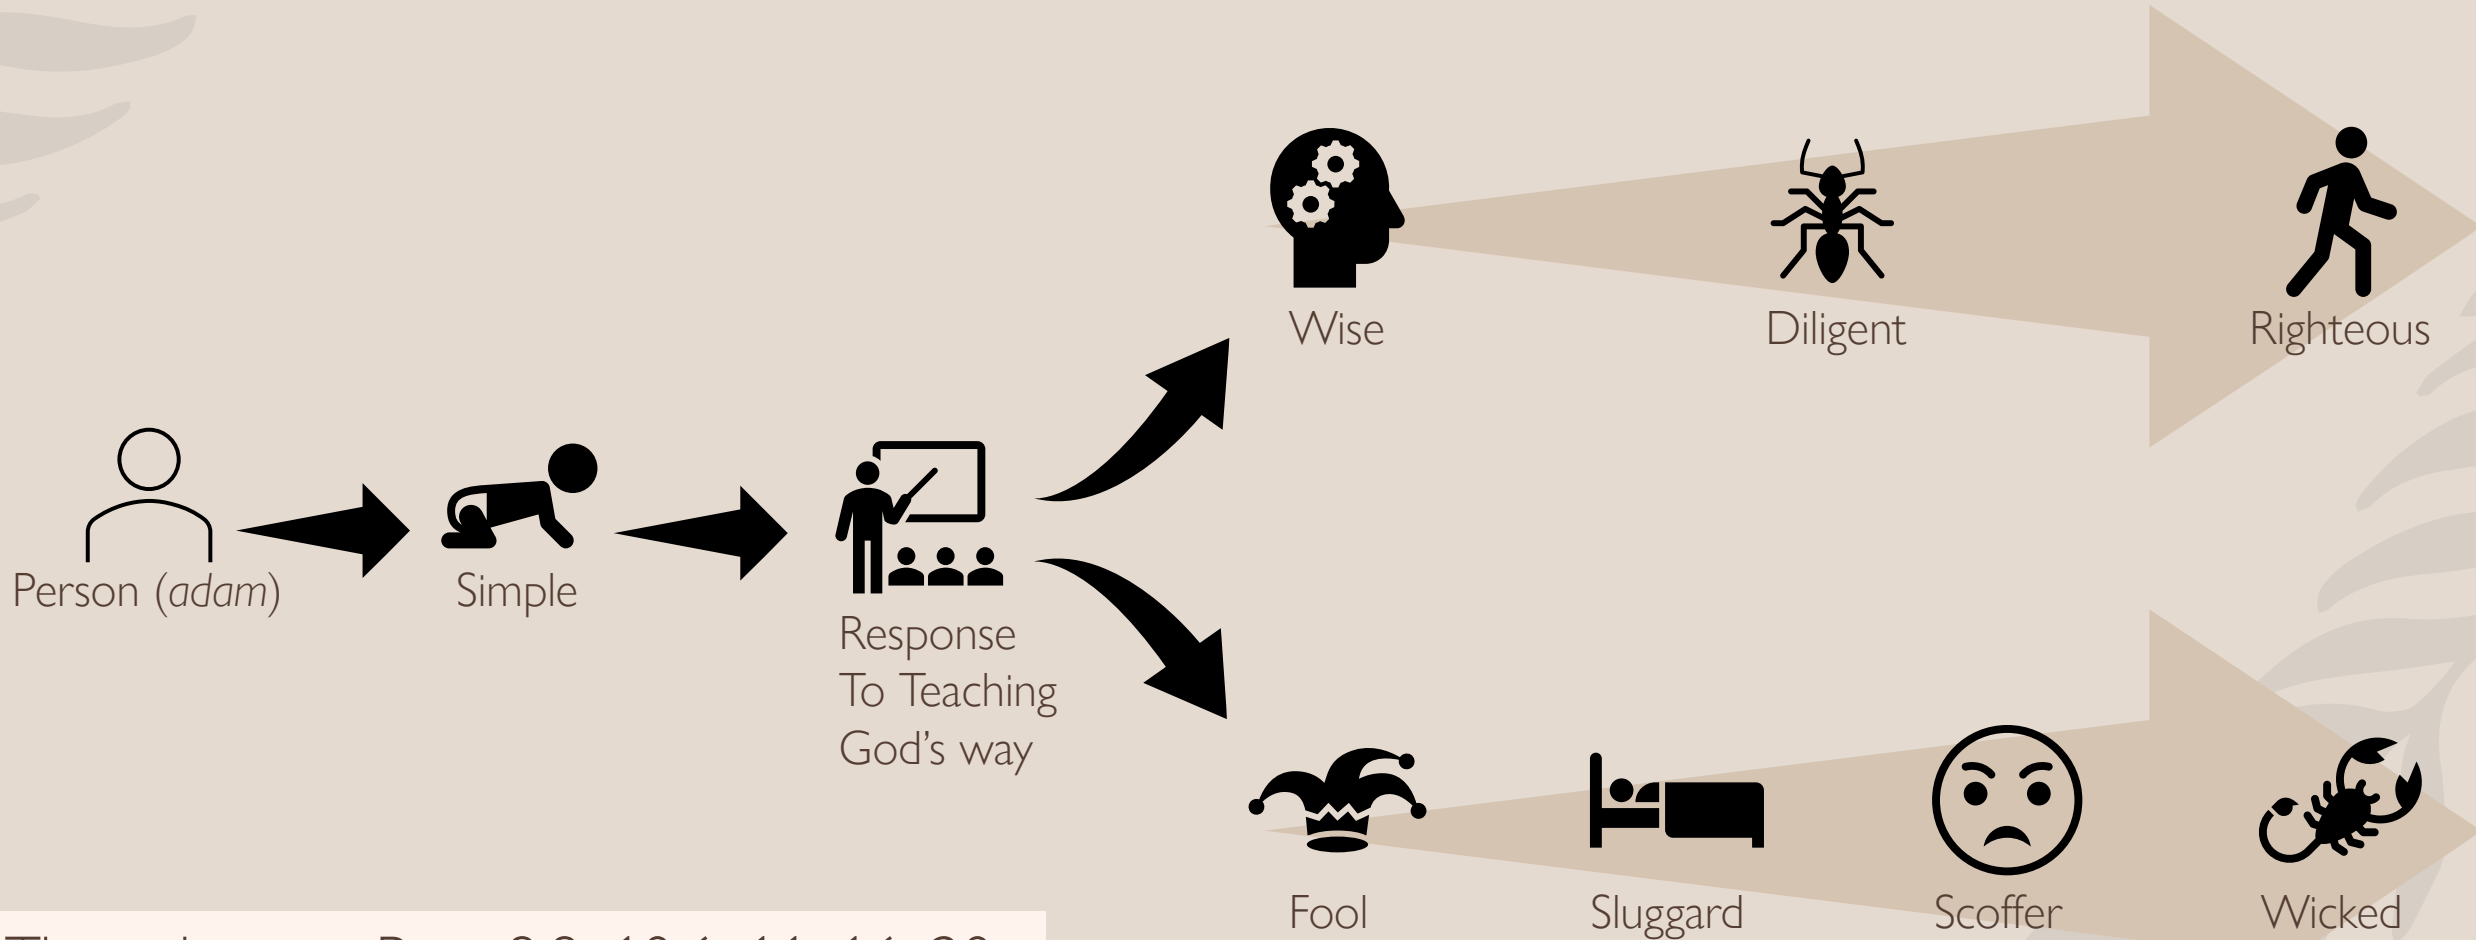 Wise
Diligent
Righteous
Person (adam)
Simple
Response
To Teaching
God's way
Fool
Sluggard
Scoffer
Wicked